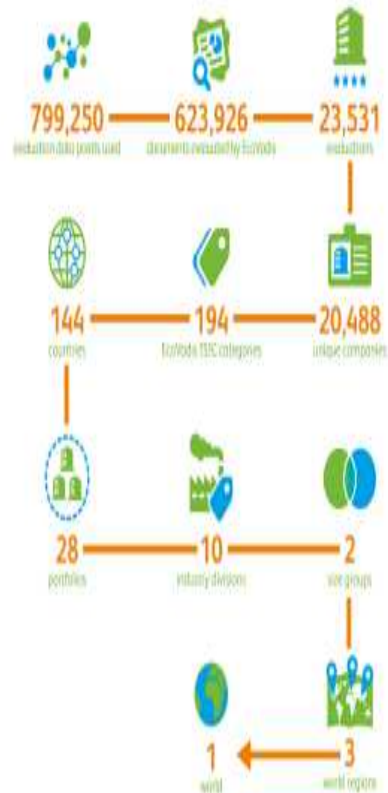 799,250 623,926 23,531
evaluation data points used documents evaluated by EcoVadis evaluations
144 194 20,488
countries EcoVadis ISIC categories unique companies
28 10 2
portfolios industry divisions size groups
1 3
world world regions